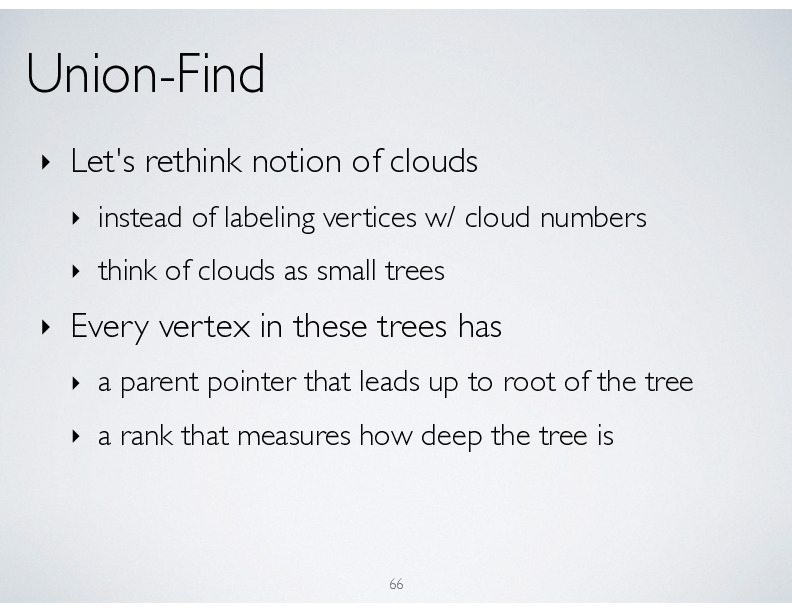 Union-Find
‣ Let's rethink notion of clouds
‣ instead of labeling vertices w/ cloud numbers
‣ think of clouds as small trees
‣ Every vertex in these trees has
‣ a parent pointer that leads up to root of the tree
‣ a rank that measures how deep the tree is
66